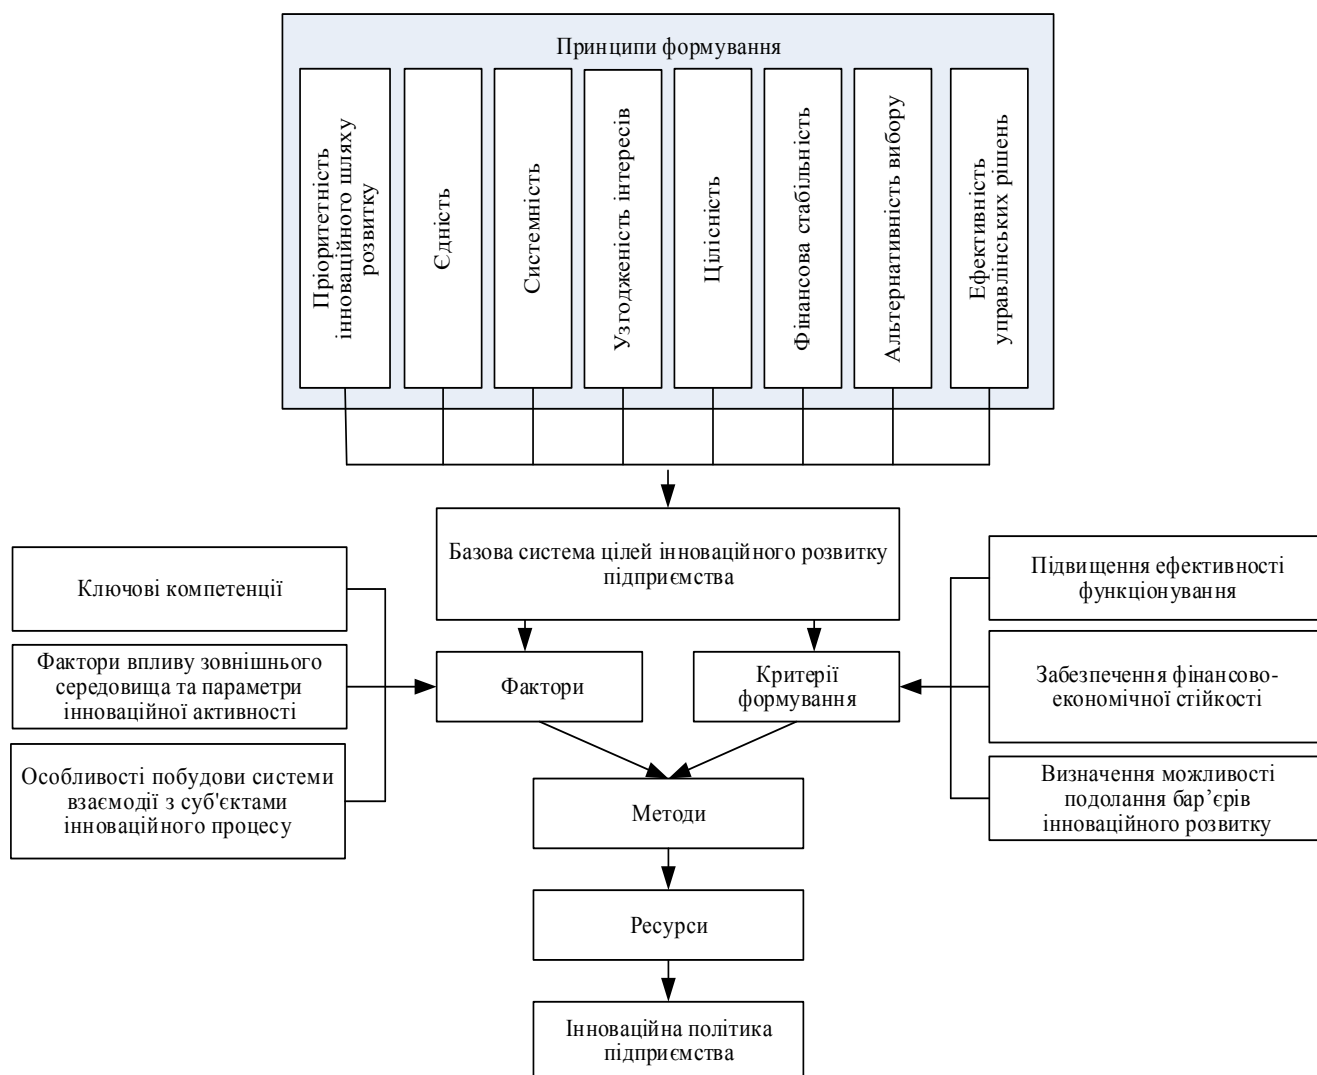 Принципи формування
Пріоритетність
інноваційного шляху
розвитку
Єдність
Системність
Узгодженість інтересів
Цілісність
Фінансова стабільність
Альтернативність вибору
Ефективність
управлінських рішень
Базова система цілей інноваційного розвитку
підприємства
Ключові компетенції
Фактори впливу зовнішнього
середовища та параметри
інноваційної активності
Особливості побудови системи
взаємодії з суб'єктами
інноваційного процесу
Фактори
Критерії
формування
Підвищення ефективності
функціонування
Забезпечення фінансово-
економічної стійкості
Визначення можливості
подолання бар’єрів
інноваційного розвитку
Методи
Ресурси
Інноваційна політика
підприємства